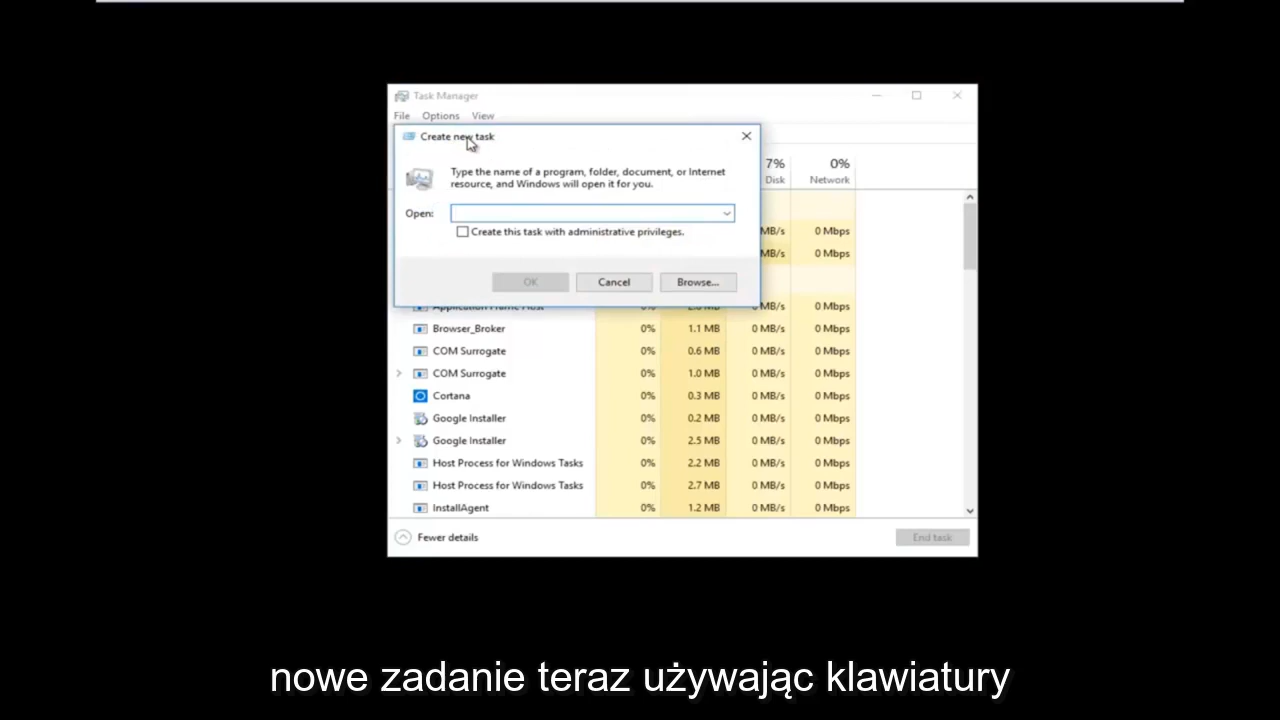 Task Manager
File Options View
Create new task
Type the name of a program, folder, document, or Internet
resource, and Windows will open it for you.
Open:
Create this task with administrative privileges.
OK Cancel Browse...
7% 0%
Disk Network
MB/s 0 Mbps
MB/s 0 Mbps
Application Frame Host 0% MB/s 0 Mbps
Browser_Broker 0% 1.1 MB 0 MB/s 0 Mbps
COM Surrogate 0% 0.6 MB 0 MB/s 0 Mbps
COM Surrogate 0% 1.0 MB 0 MB/s 0 Mbps
Cortana 0% 0.3 MB 0 MB/s 0 Mbps
Google Installer 0% 0.2 MB 0 MB/s 0 Mbps
Google Installer 0% 2.5 MB 0 MB/s 0 Mbps
Host Process for Windows Tasks 0% 2.2 MB 0 MB/s 0 Mbps
Host Process for Windows Tasks 0% 2.7 MB 0 MB/s 0 Mbps
InstallAgent 0% 1.2 MB 0 MB/s 0 Mbps
Fewer details End task
nowe zadanie teraz używając klawiatury